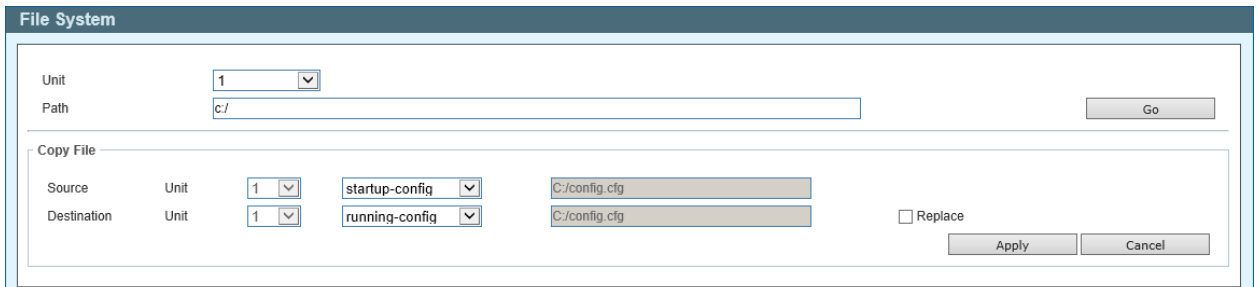 File System
Unit 1
Path c:/ Go
Copy File
Source Unit 1 startup-config C:/config.cfg
Destination Unit 1 running-config C:/config.cfg Replace
Apply Cancel